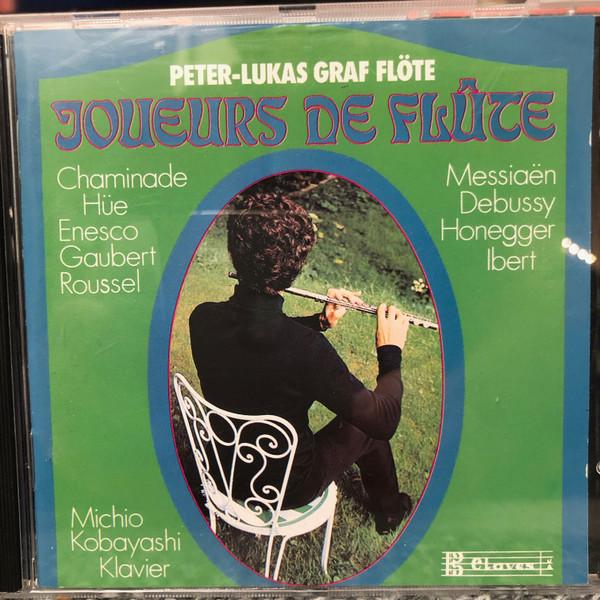 PETER-LUKAS GRAF FLÖTE
JOUEURS DE FLÛTE
Chaminade
Hüe
Enesco
Gaubert
Roussel
Messiaën
Debussy
Honegger
Ibert
Michio
Kobayashi
Klavier
Claves